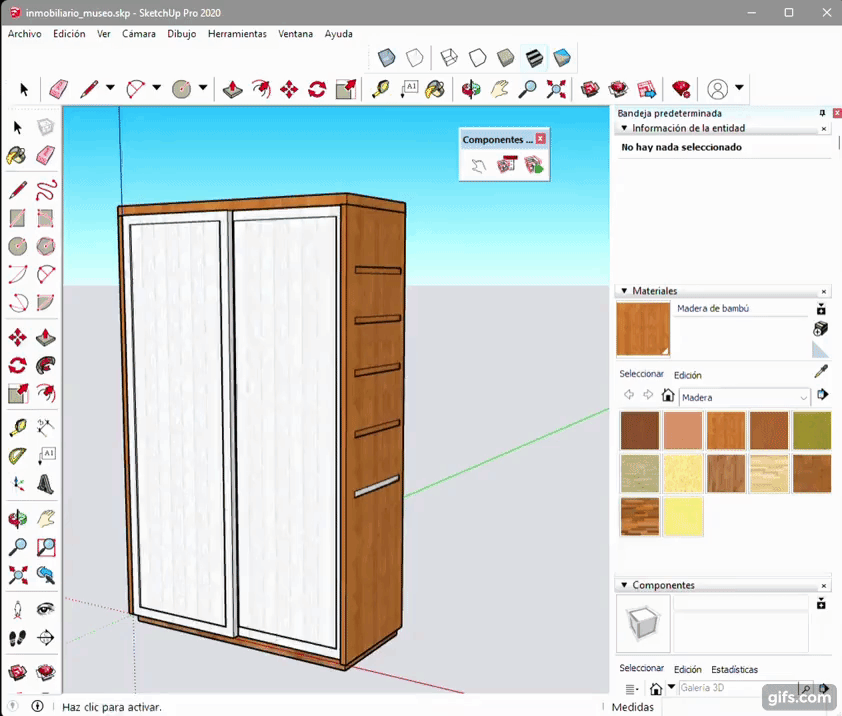 inmobiliario_museo.skp - SketchUp Pro 2020
Archivo Edición Ver Cámara Dibujo Herramientas Ventana Ayuda
A1
Bandeja predeterminada
Información de la entidad
No hay nada seleccionado
Componentes ...
Materiales
Madera de bambú
Seleccionar Edición
Madera
A1
Componentes
Seleccionar Edición Estadísticas
Galería 3D
Haz clic para activar.
Medidas
gifs.com